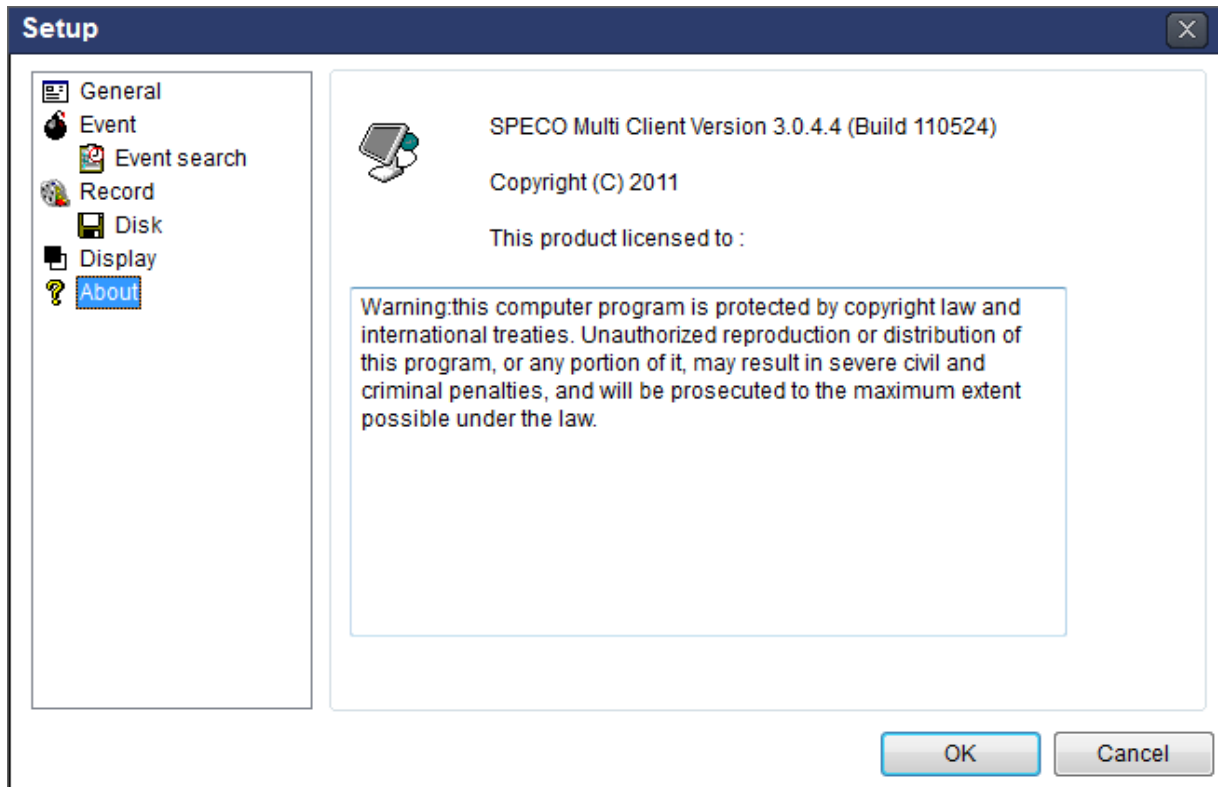 Setup
General
Event
Event search
Record
Disk
Display
About
SPECO Multi Client Version 3.0.4.4 (Build 110524)
Copyright (C) 2011
This product licensed to :
Warning:this computer program is protected by copyright law and
international treaties. Unauthorized reproduction or distribution of
this program, or any portion of it, may result in severe civil and
criminal penalties, and will be prosecuted to the maximum extent
possible under the law.
OK
Cancel